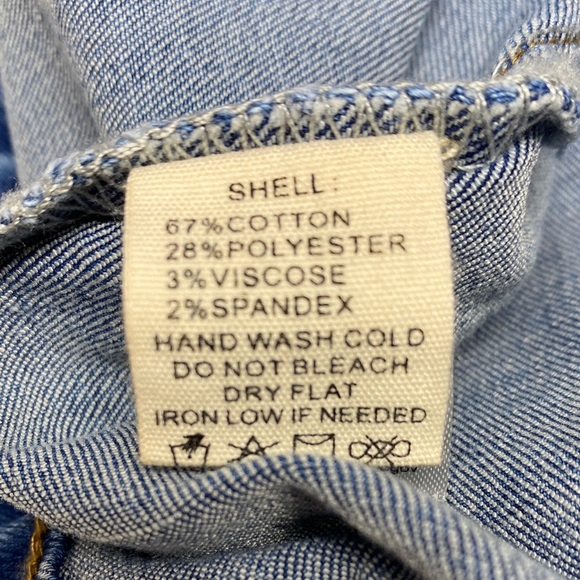 SHELL:
67%COTTON
28%POLYESTER
3%VISCOSE
2%SPANDEX
HAND WASH COLD
DO NOT BLEACH
DRY FLAT
IRON LOW IF NEEDED